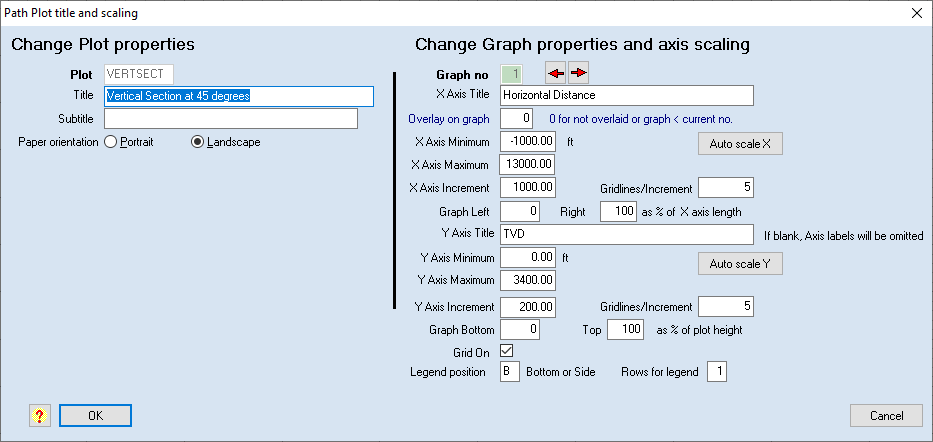 Path Plot title and scaling
Change Plot properties
Plot VERTSECT
Title Vertical Section at 45 degrees
Subtitle
Paper orientation Portrait Landscape
Change Graph properties and axis scaling
Graph no 1
X Axis Title Horizontal Distance
Overlay on graph 0 0 for not overlaid or graph < current no.
X Axis Minimum -1000.00 ft Auto scale X
X Axis Maximum 13000.00
X Axis Increment 1000.00 Gridlines/Increment 5
Graph Left 0 Right 100 as % of X axis length
Y Axis Title TVD If blank, Axis labels will be omitted
Y Axis Minimum 0.00 ft Auto scale Y
Y Axis Maximum 3400.00
Y Axis Increment 200.00 Gridlines/Increment 5
Graph Bottom 0 Top 100 as % of plot height
Grid On
Legend position B Bottom or Side Rows for legend 1
? OK Cancel